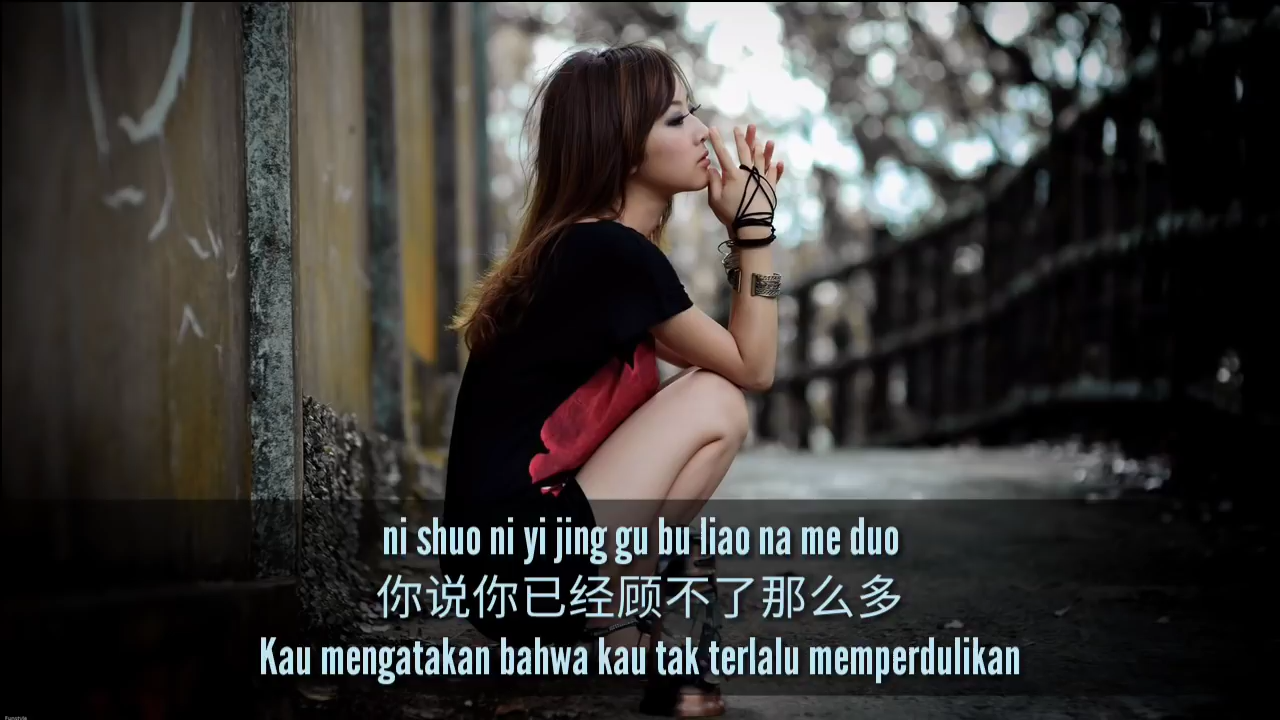 ni shuo ni yi jing gu bu liao na me duo
你说你已经顾不了那么多
Kau mengatakan bahwa kau tak terlalu memperdulikan